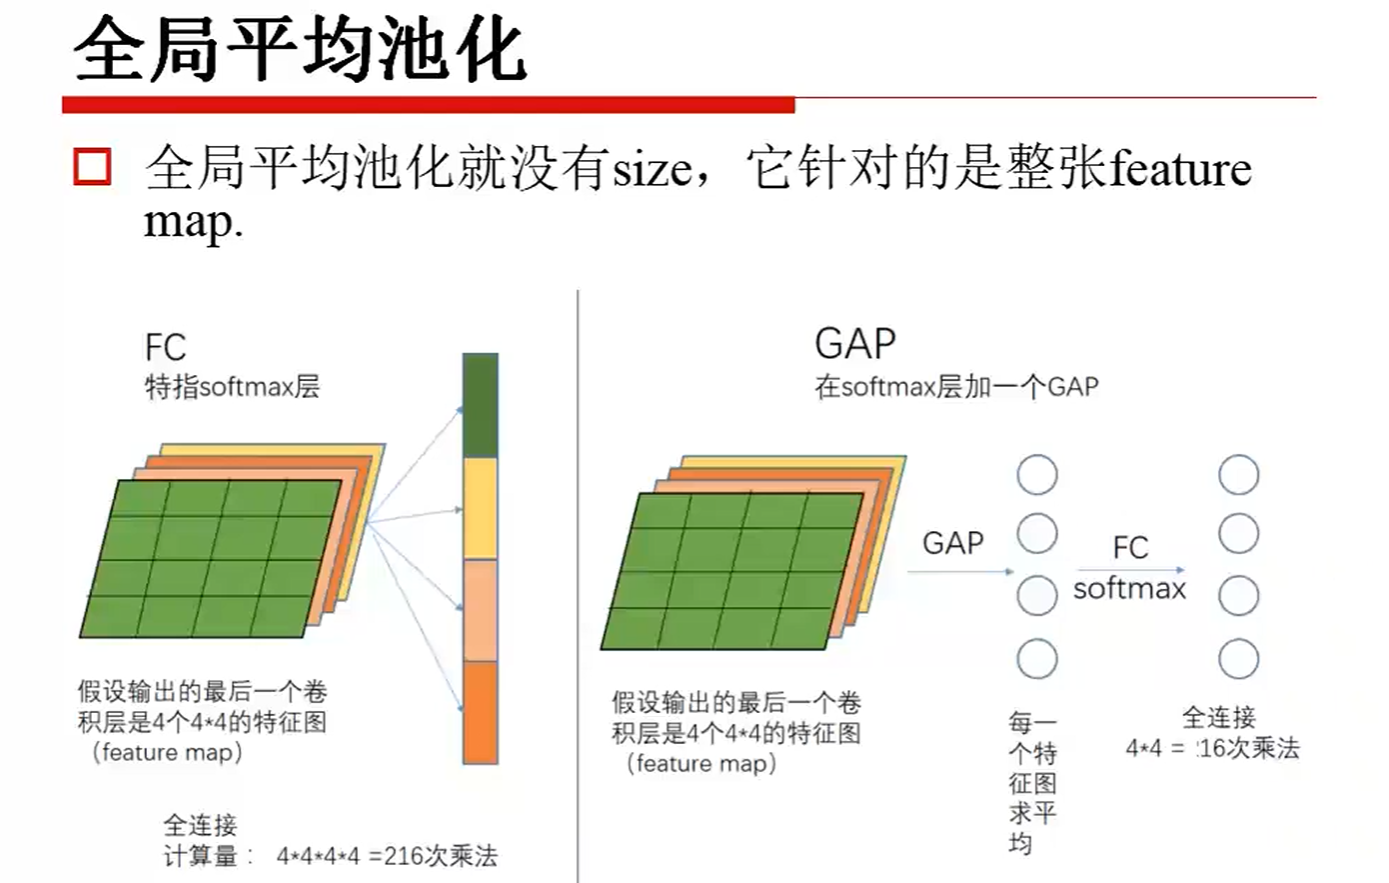 全局平均池化
全局平均池化就没有size，它针对的是整张feature
map.
FC
特指softmax层
假设输出的最后一个卷
积层是4个4*4的特征图
（feature map）
全连接
计算量： 4*4*4*4 =216次乘法
GAP
在softmax层加一个GAP
GAP
FC
softmax
假设输出的最后一个卷
积层是4个4*4的特征图
（feature map）
每一
个特
征图
求平
均
全连接
4*4 = 16次乘法